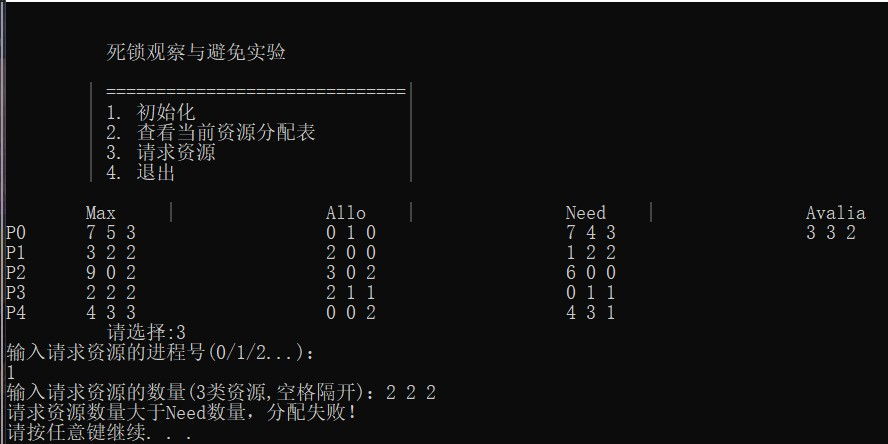 死锁观察与避免实验
==============================
1. 初始化
2. 查看当前资源分配表
3. 请求资源
4. 退出
Max | Allo | Need | Avalia
P0 7 5 3 0 1 0 7 4 3 3 3 2
P1 3 2 2 2 0 0 1 2 2
P2 9 0 2 3 0 2 6 0 0
P3 2 2 2 2 1 1 0 1 1
P4 4 3 3 0 0 2 4 3 1
请选择:3
输入请求资源的进程号(0/1/2...):
1
输入请求资源的数量(3类资源,空格隔开): 2 2 2
请求资源数量大于Need数量，分配失败!
请按任意键继续. . .